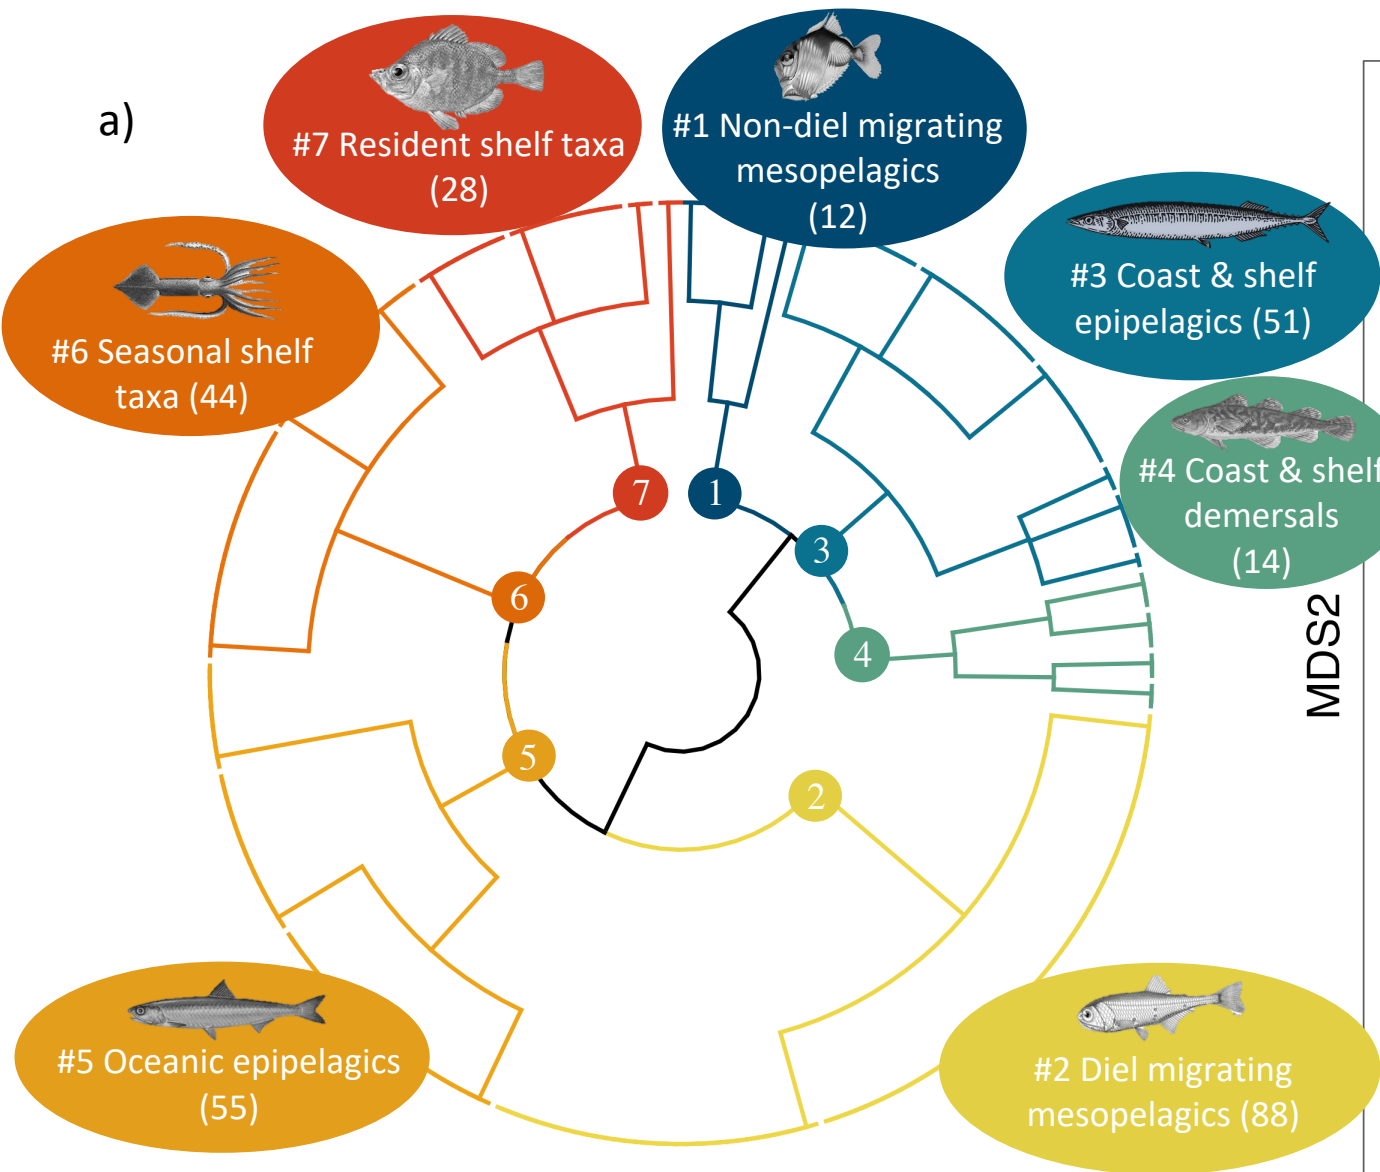 a)
#7 Resident shelf taxa
(28)
#1 Non-diel migrating
mesopelagics
(12)
#3 Coast & shelf
epipelagics (51)
#6 Seasonal shelf
taxa (44)
#4 Coast & shelf
demersals
(14)
7
1
3
6
4
5
2
MDS2
#5 Oceanic epipelagics
(55)
#2 Diel migrating
mesopelagics (88)